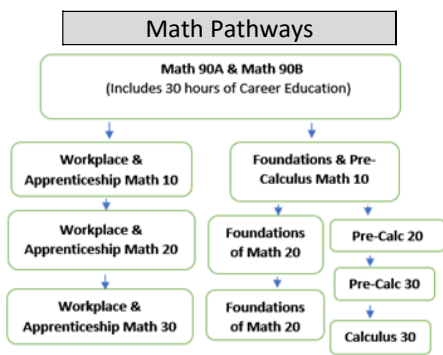 Math Pathways
Math 90A & Math 90B
(Includes 30 hours of Career Education)
Workplace &
Apprenticeship Math 10
Foundations & Pre-
Calculus Math 10
Workplace &
Apprenticeship Math 20
Foundations
of Math 20
Pre-Calc 20
Pre-Calc 30
Workplace &
Apprenticeship Math 30
Foundations
of Math 20
Calculus 30